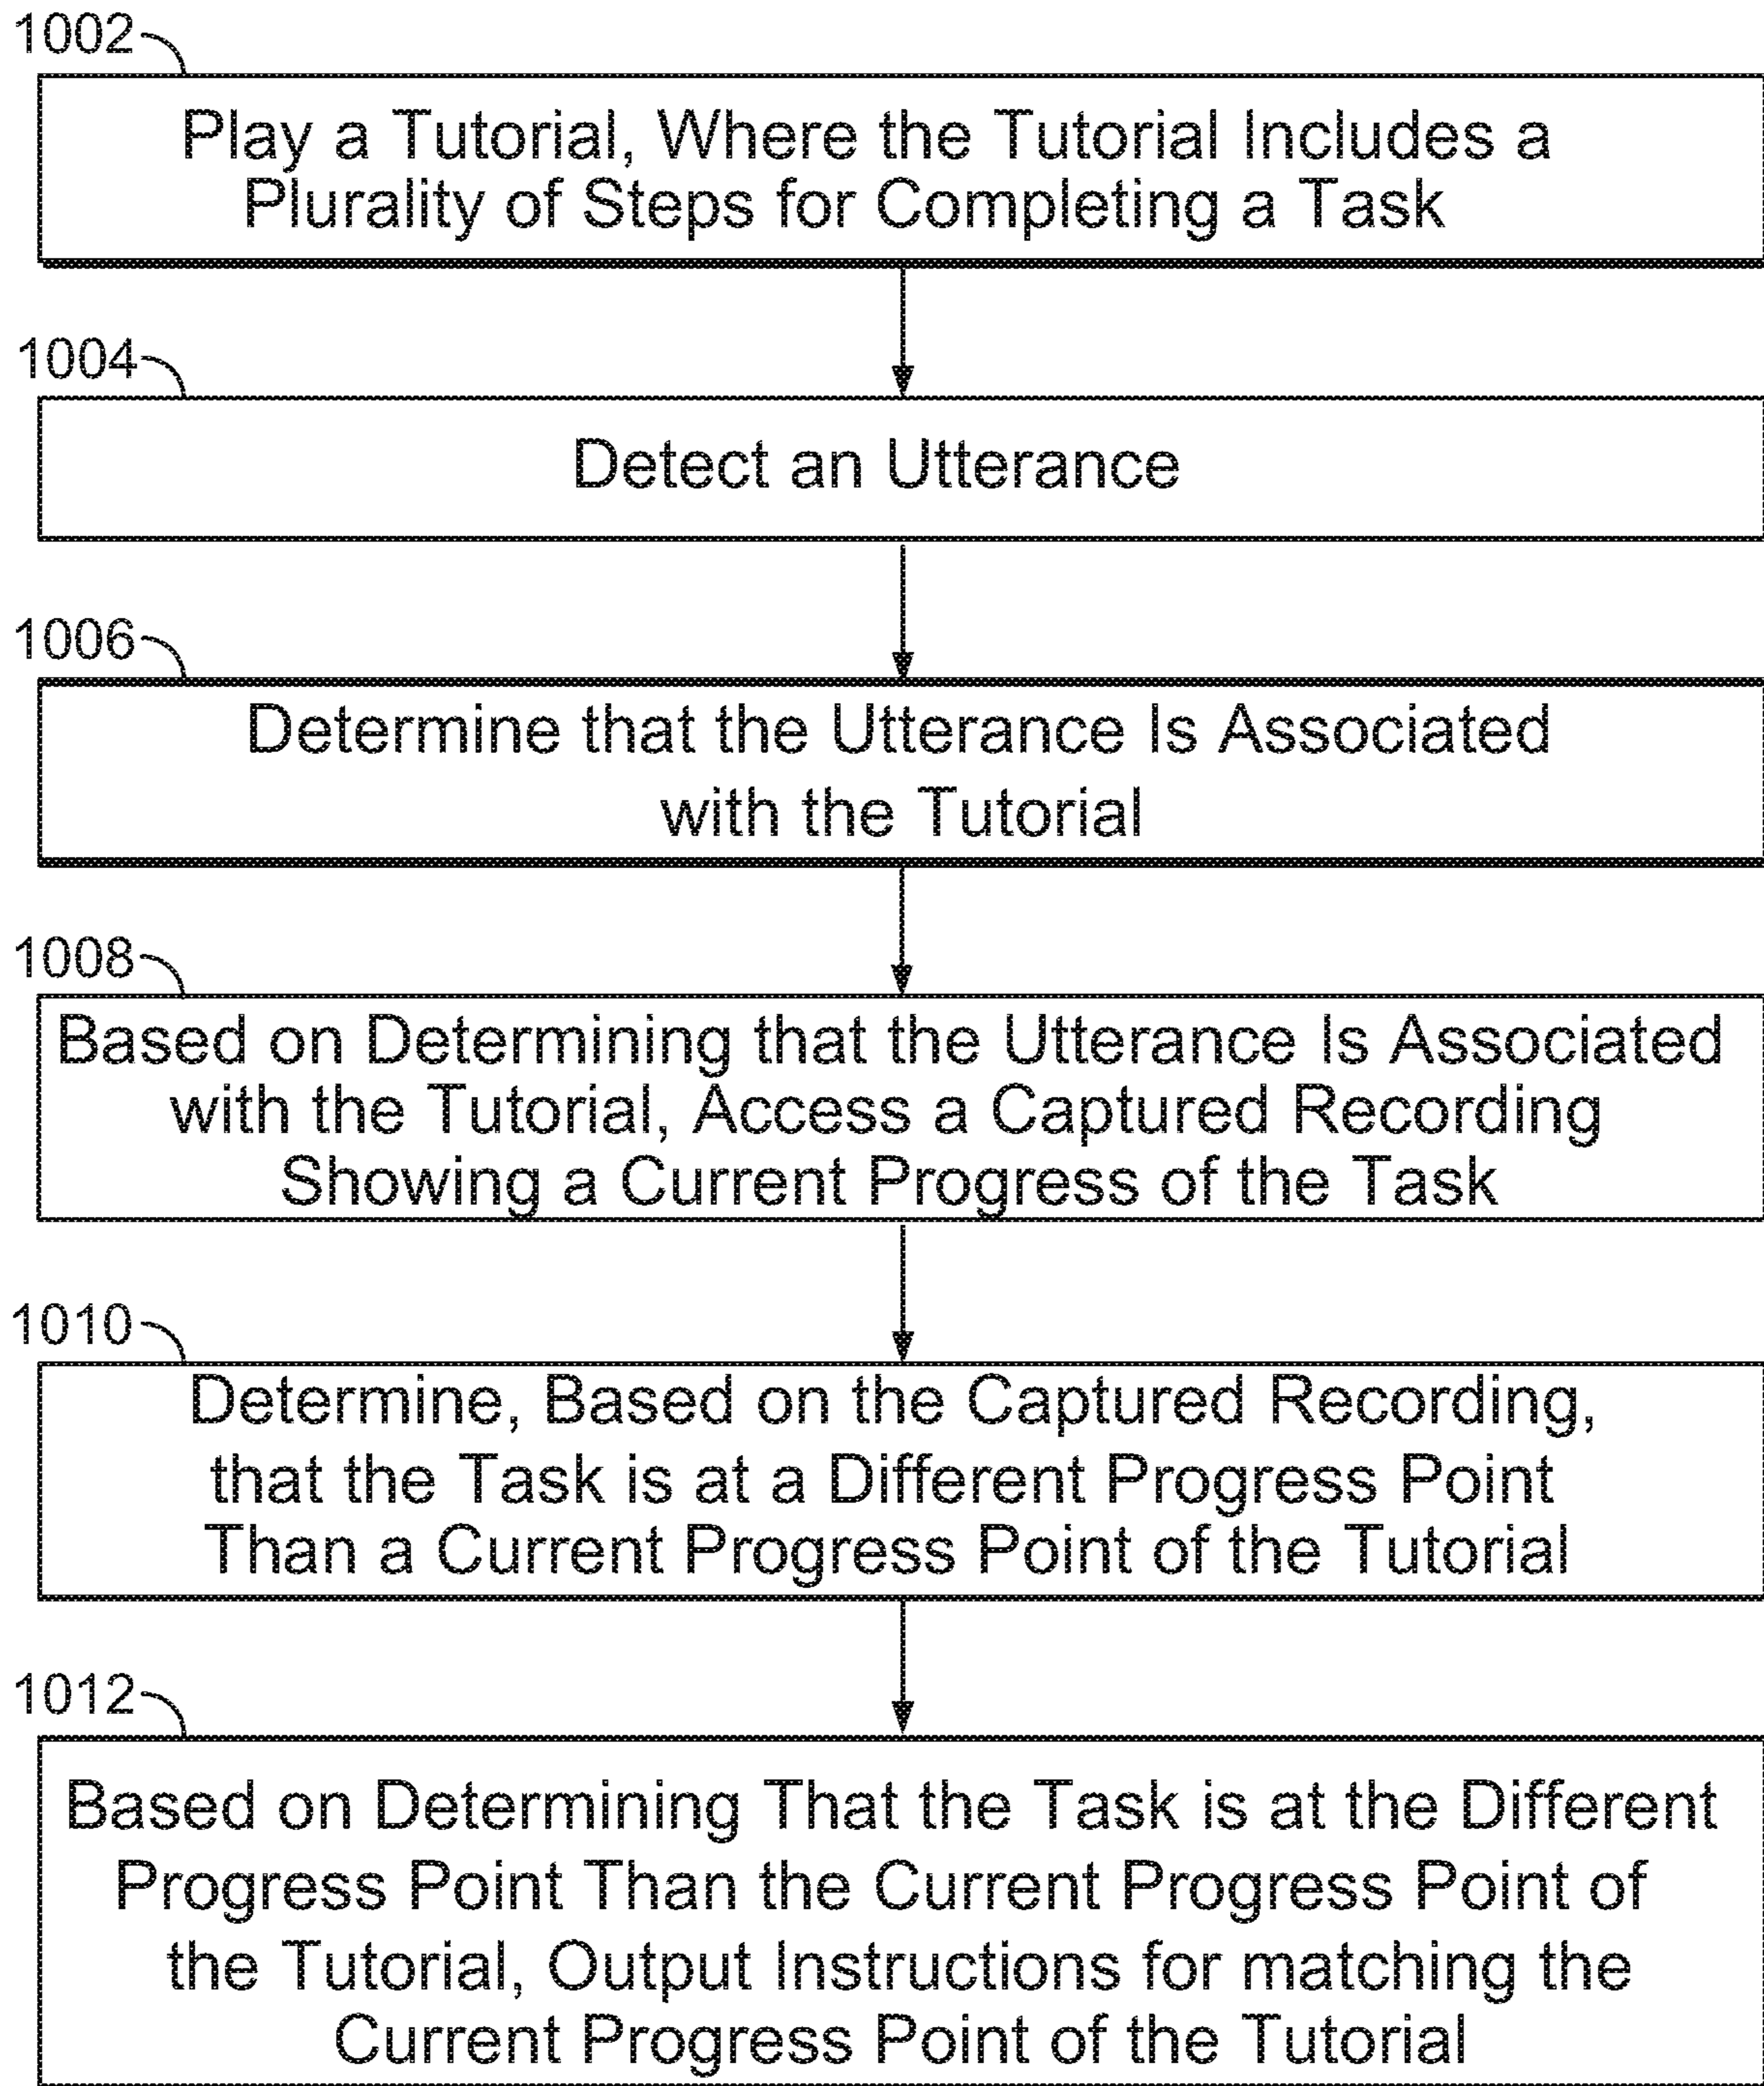 1002
Play a Tutorial, Where the Tutorial Includes a
Plurality of Steps for Completing a Task
1004
Detect an Utterance
1006
Determine that the Utterance Is Associated
with the Tutorial
1008
Based on Determining that the Utterance Is Associated
with the Tutorial, Access a Captured Recording
Showing a Current Progress of the Task
1010
Determine, Based on the Captured Recording,
that the Task is at a Different Progress Point
Than a Current Progress Point of the Tutorial
1012
Based on Determining That the Task is at the Different
Progress Point Than the Current Progress Point of
the Tutorial, Output Instructions for matching the
Current Progress Point of the Tutorial